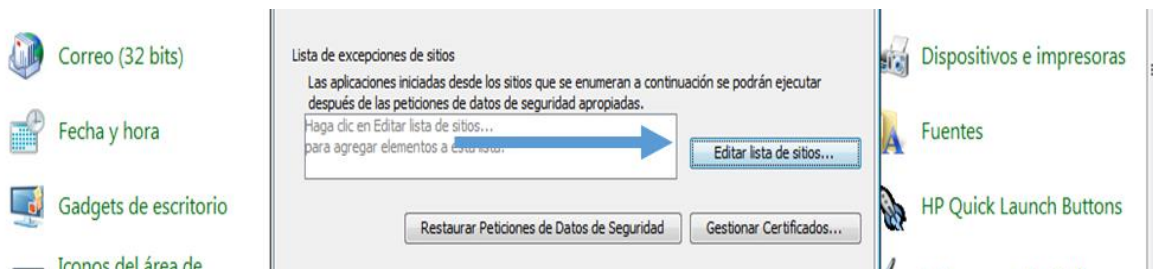 Correo (32 bits)
Fecha y hora
Gadgets de escritorio
Iconos del área de
Lista de excepciones de sitios
Las aplicaciones iniciadas desde los sitios que se enumeran a continuación se podrán ejecutar
después de las peticiones de datos de seguridad apropiadas.
Haga clic en Editar lista de sitios...
para agregar elementos a esta lista.
Editar lista de sitios...
Restaurar Peticiones de Datos de Seguridad
Gestionar Certificados...
Dispositivos e impresoras
Fuentes
HP Quick Launch Buttons